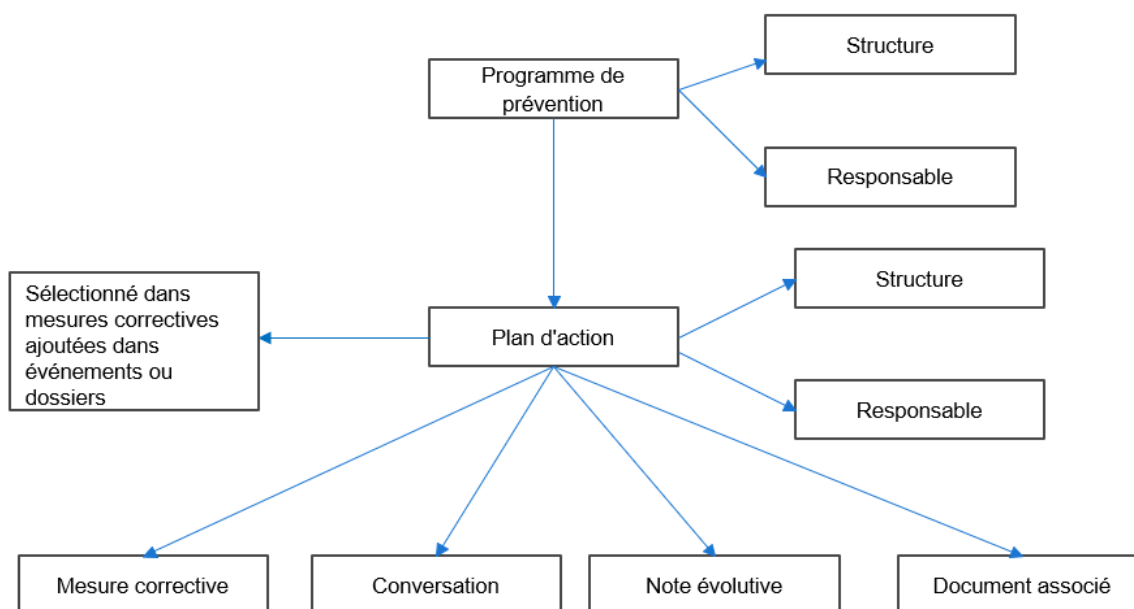 Structure
Programme de
prévention
Responsable
Sélectionné dans
mesures correctives
ajoutées dans
événements ou
dossiers
Structure
Plan d'action
Responsable
Mesure corrective
Conversation
Note évolutive
Document associé